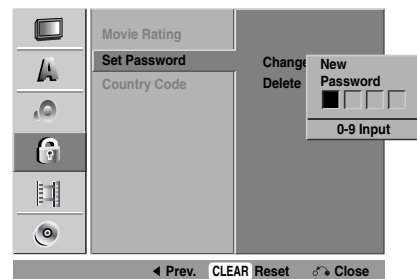 Movie Rating
Set Password
Country Code
Change
Delete
New
Password
0-9 Input
◄ Prev. CLEAR Reset Close